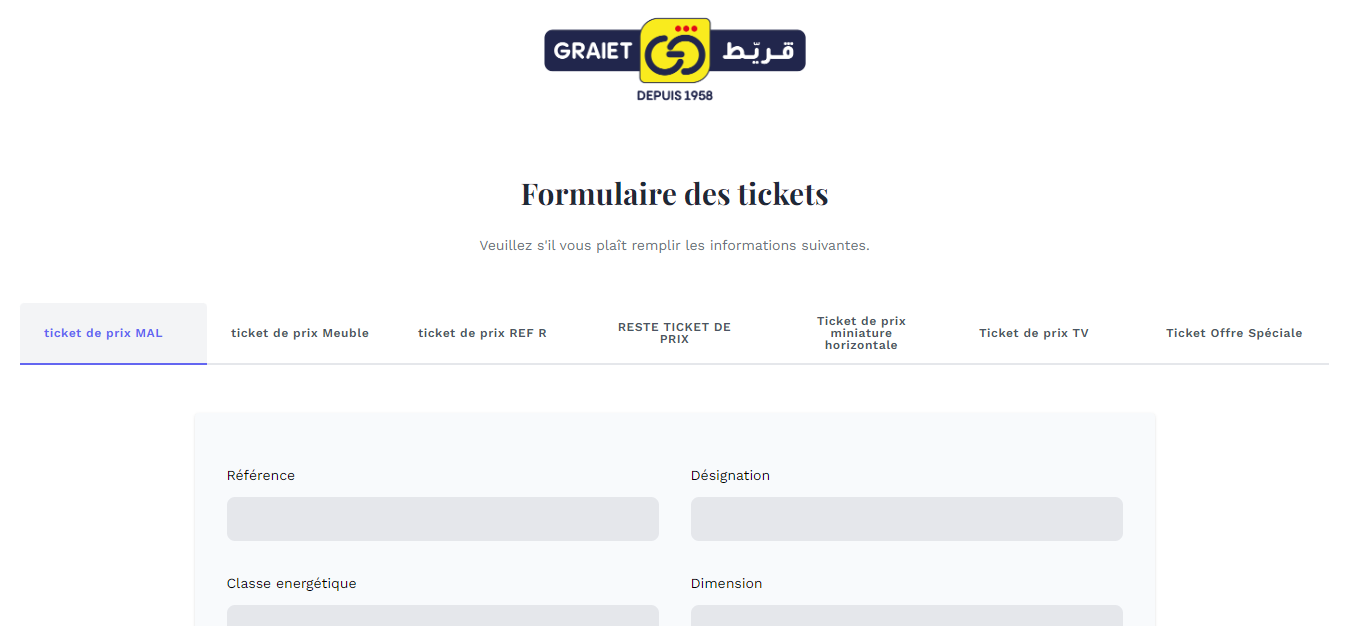 GRAIET قريّط
DEPUIS 1958
Formulaire des tickets
Veuillez s'il vous plaît remplir les informations suivantes.
ticket de prix MAL
ticket de prix Meuble
ticket de prix REF R
RESTE TICKET DE
PRIX
Ticket de prix
miniature
horizontale
Ticket de prix TV
Ticket Offre Spéciale
Référence
Désignation
Classe energétique
Dimension